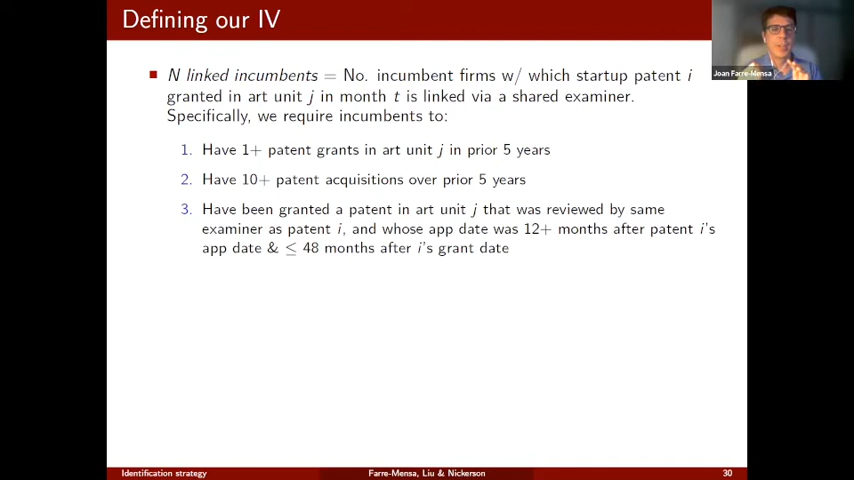 Defining our IV
Joan Farre-Mensa
N linked incumbents = No. incumbent firms w/ which startup patent i
granted in art unit j in month t is linked via a shared examiner.
Specifically, we require incumbents to:
1. Have 1+ patent grants in art unit j in prior 5 years
2. Have 10+ patent acquisitions over prior 5 years
3. Have been granted a patent in art unit j that was reviewed by same
examiner as patent i, and whose app date was 12+ months after patent i's
app date & ≤ 48 months after i's grant date
Identification strategy
Farre-Mensa, Liu & Nickerson
30